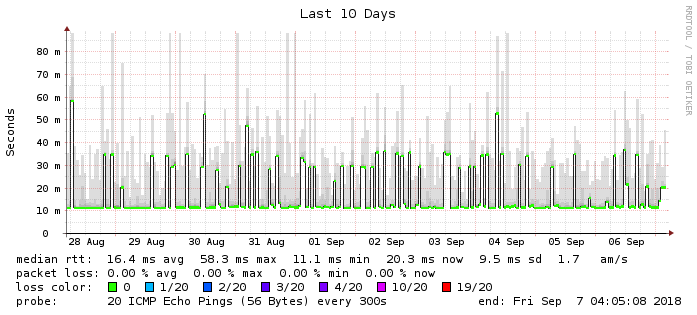 Last 10 Days
RRDTOOL / TOBI OETIKER
Seconds
80 m
70 m
60 m
50 m
40 m
30 m
20 m
10 m
0
28 Aug 29 Aug 30 Aug 31 Aug 01 Sep 02 Sep 03 Sep 04 Sep 05 Sep 06 Sep
median rtt: 16.4 ms avg 58.3 ms max 11.1 ms min 20.3 ms now 9.5 ms sd 1.7 am/s
packet loss: 0.00 % avg 0.00 % max 0.00 % min 0.00 % now
loss color: 0 1/20 2/20 3/20 4/20 10/20 19/20
probe: 20 ICMP Echo Pings (56 Bytes) every 300s end: Fri Sep 7 04:05:08 2018